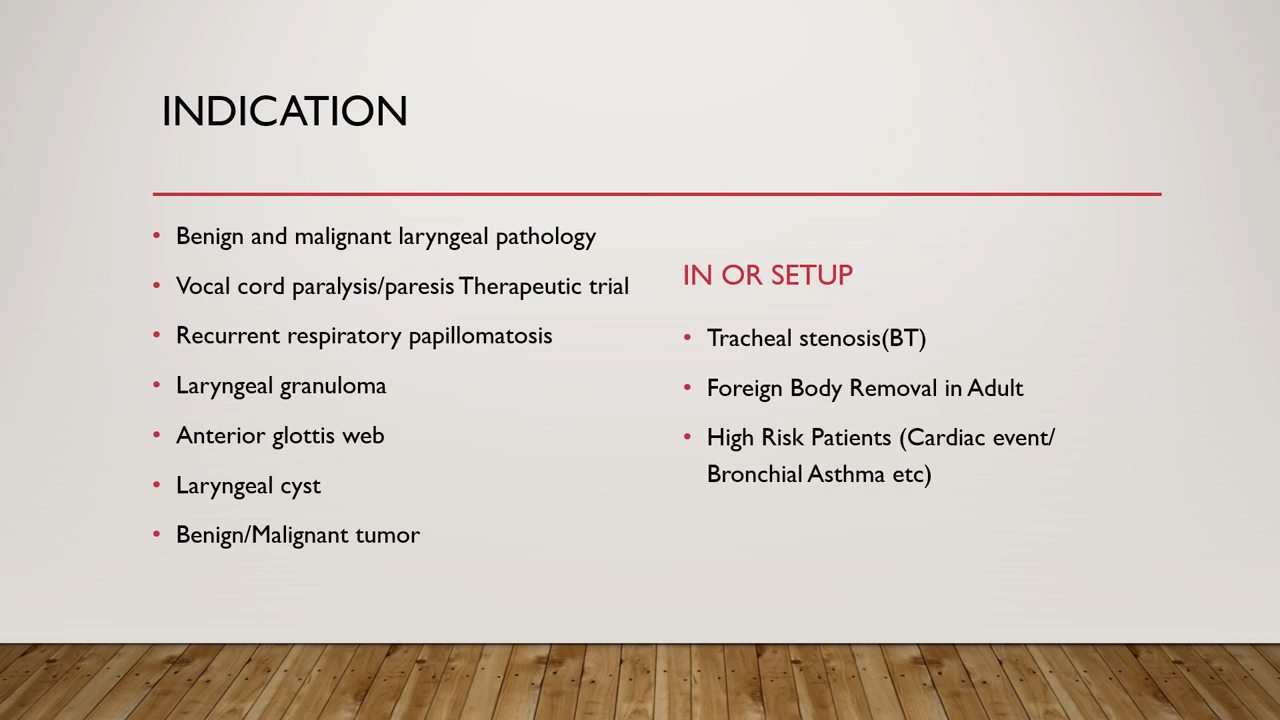 INDICATION
Benign and malignant laryngeal pathology
Vocal cord paralysis/paresis Therapeutic trial
Recurrent respiratory papillomatosis
Laryngeal granuloma
Anterior glottis web
Laryngeal cyst
Benign/Malignant tumor
IN OR SETUP
Tracheal stenosis(BT)
Foreign Body Removal in Adult
High Risk Patients (Cardiac event/
Bronchial Asthma etc)